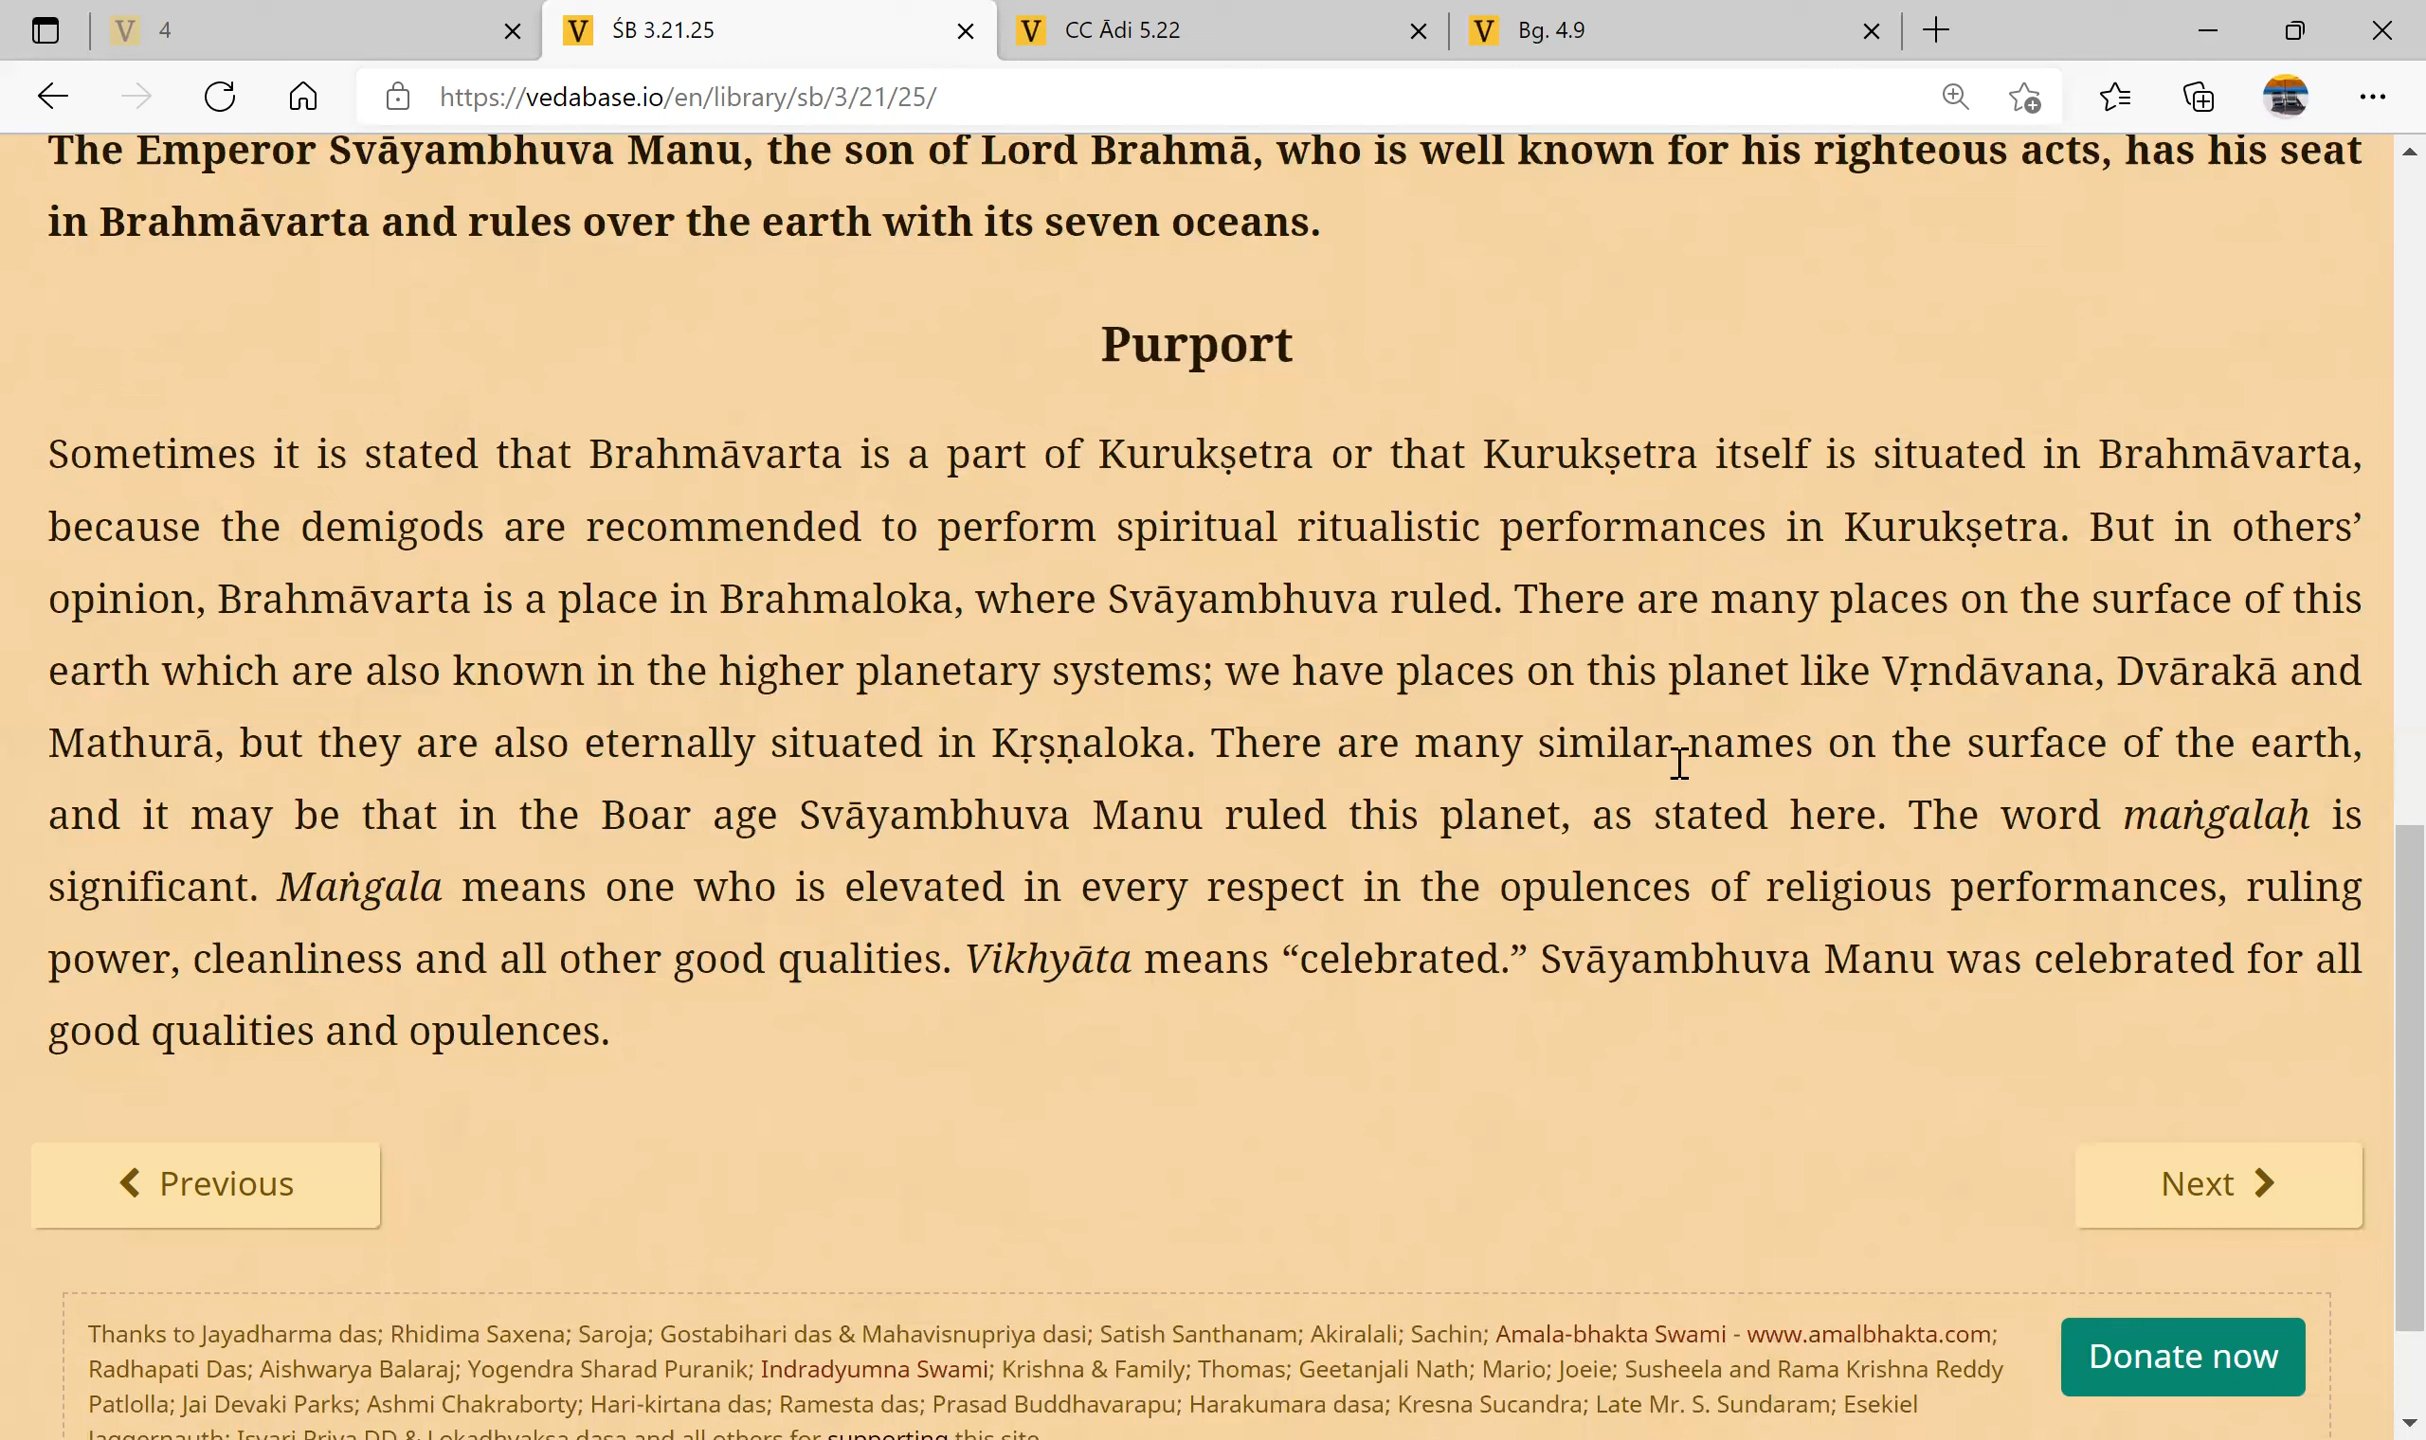 4
ŚB 3.21.25
CC Ādi 5.22
Bg. 4.9
https://vedabase.io/en/library/sb/3/21/25/
The Emperor Svāyambhuva Manu, the son of Lord Brahmā, who is well known for his righteous acts, has his seat
in Brahmāvarta and rules over the earth with its seven oceans.
Purport
Sometimes it is stated that Brahmāvarta is a part of Kurukṣetra or that Kurukṣetra itself is situated in Brahmāvarta,
because the demigods are recommended to perform spiritual ritualistic performances in Kurukṣetra. But in others’
opinion, Brahmāvarta is a place in Brahmaloka, where Svāyambhuva ruled. There are many places on the surface of this
earth which are also known in the higher planetary systems; we have places on this planet like Vṛndāvana, Dvārakā and
Mathurā, but they are also eternally situated in Kṛṣṇaloka. There are many similar names on the surface of the earth,
and it may be that in the Boar age Svāyambhuva Manu ruled this planet, as stated here. The word maṅgalaḥ is
significant. Maṅgala means one who is elevated in every respect in the opulences of religious performances, ruling
power, cleanliness and all other good qualities. Vikhyāta means “celebrated.” Svāyambhuva Manu was celebrated for all
good qualities and opulences.
Previous
Next
Thanks to Jayadharma das; Rhidima Saxena; Saroja; Gostabihari das & Mahavisnupriya dasi; Satish Santhanam; Akiralali; Sachin; Amala-bhakta Swami - www.amalbhakta.com;
Radhapati Das; Aishwarya Balaraj; Yogendra Sharad Puranik; Indradyumna Swami; Krishna & Family; Thomas; Geetanjali Nath; Mario; Joeie; Susheela and Rama Krishna Reddy
Patlolla; Jai Devaki Parks; Ashmi Chakraborty; Hari-kirtana das; Ramesta das; Prasad Buddhavarapu; Harakumara dasa; Kresna Sucandra; Late Mr. S. Sundaram; Esekiel
Jaggernauth; Isvari Priya DD & Lokadhyaksa dasa and all others for supporting this site.
Donate now